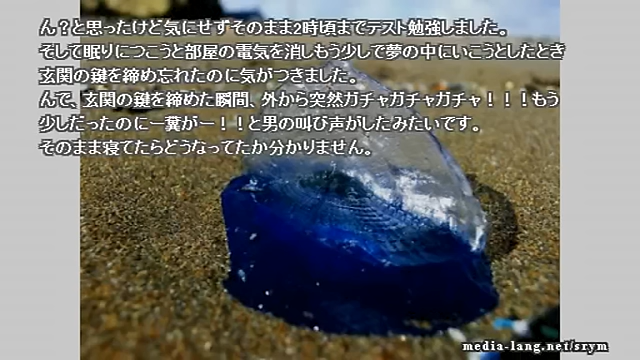 ん？と思ったけど気にせずそのまま2時頃までテスト勉強しました。
そして眠りにつこうと部屋の電気を消しもう少しで夢の中にいこうとしたとき
玄関の鍵を締め忘れたのに気がつきました。
んで、玄関の鍵を締めた瞬間、外から突然ガチャガチャガチャ！！！もう
少しだったのにー糞がー！！と男の叫び声がしたみたいです。
そのまま寝てたらどうなってたか分かりません。
media-lang.net/srym